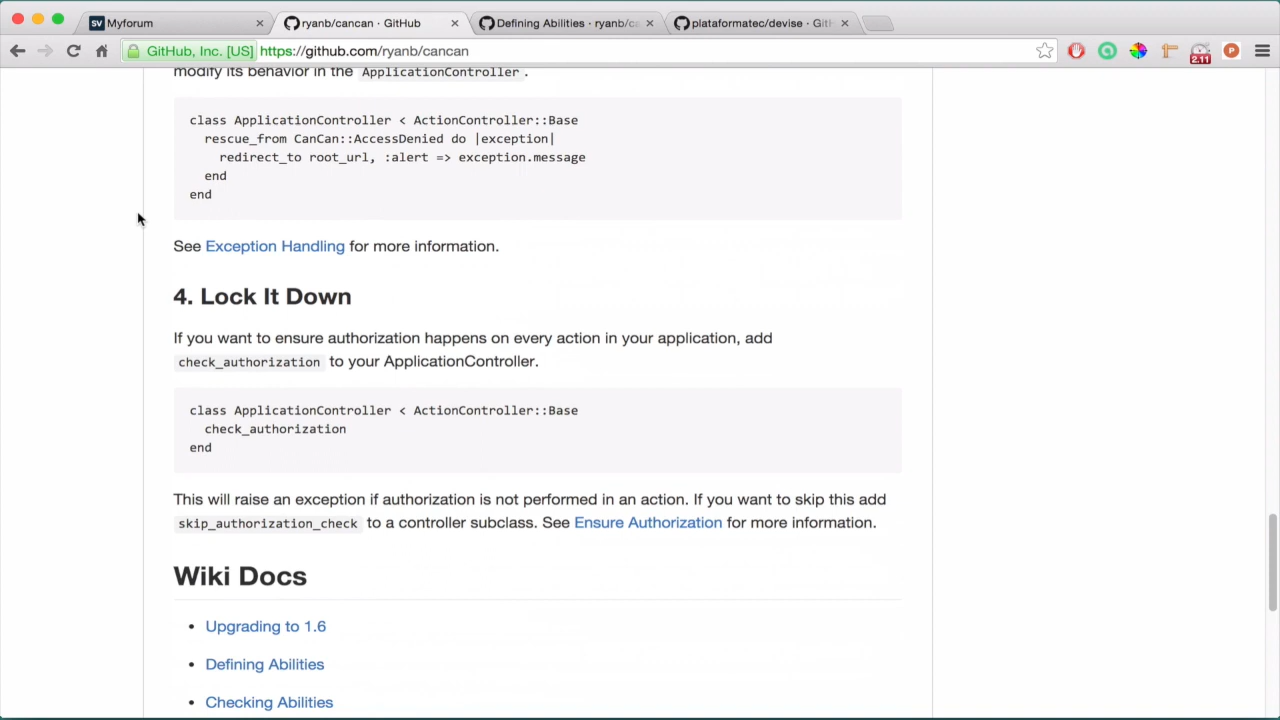 SV Myforum
ryanb/cancan · GitHub
Defining Abilities · ryanb/ca
plataformatec/devise · GitH
GitHub, Inc. [US] https://github.com/ryanb/cancan
2.11
P
modify its behavior in the ApplicationController.
class ApplicationController < ActionController::Base
rescue_from CanCan::AccessDenied do |exception|
redirect_to root_url, :alert => exception.message
end
end
See Exception Handling for more information.
4. Lock It Down
If you want to ensure authorization happens on every action in your application, add
check_authorization to your ApplicationController.
class ApplicationController < ActionController::Base
check_authorization
end
This will raise an exception if authorization is not performed in an action. If you want to skip this add
skip_authorization_check to a controller subclass. See Ensure Authorization for more information.
Wiki Docs
• Upgrading to 1.6
• Defining Abilities
• Checking Abilities